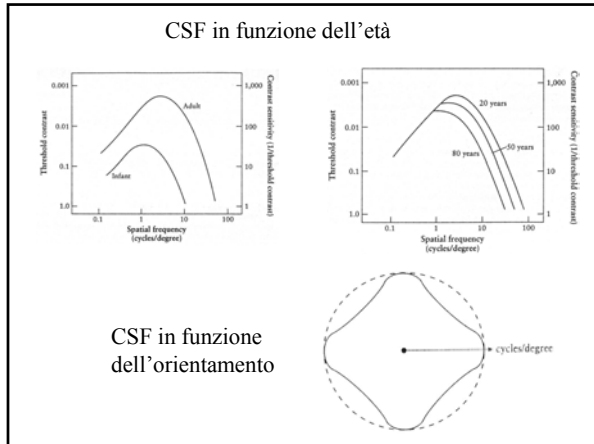 CSF in funzione dell'età
0.001
0.01
0.1
1.0
Threshold contrast
Adult
Infant
1,000
100
10
1
Contrast sensitivity
(1/threshold contrast)
0.1 1 10 100
Spatial frequency
(cycles/degree)
0.001
0.01
0.1
1.0
Threshold contrast
20 years
50 years
80 years
1,000
100
10
1
Contrast sensitivity
(1/threshold contrast)
0.1 1 10 100
Spatial frequency
(cycles/degree)
CSF in funzione
dell'orientamento
cycles/degree